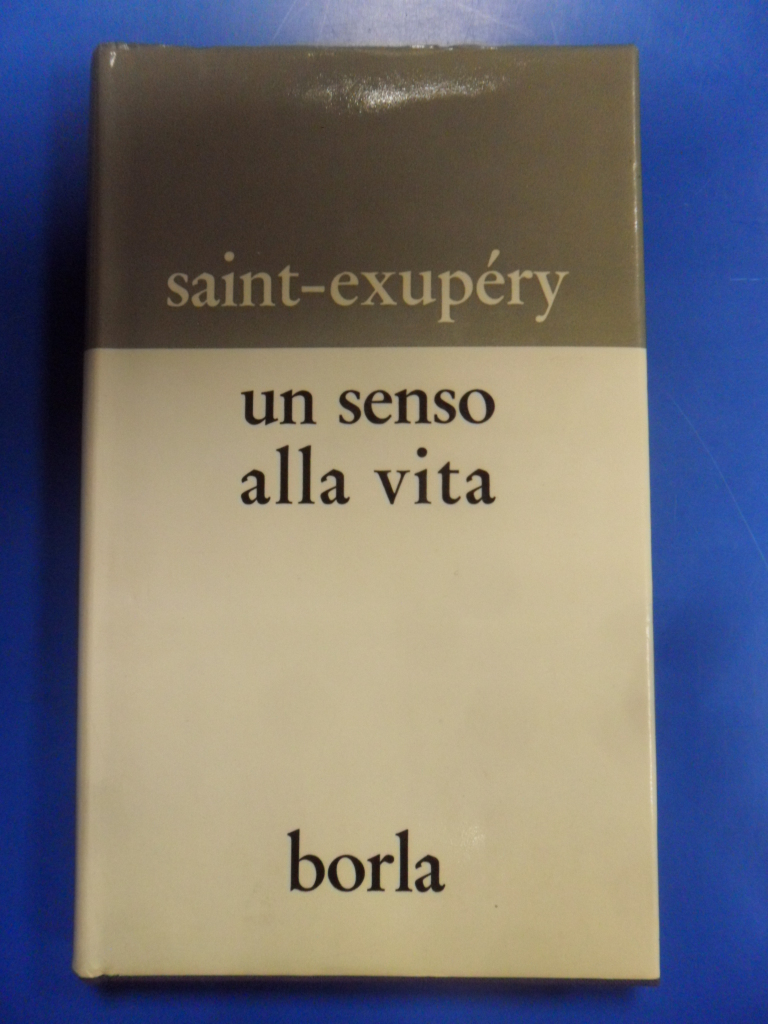 saint-exupéry
un senso
alla vita
borla